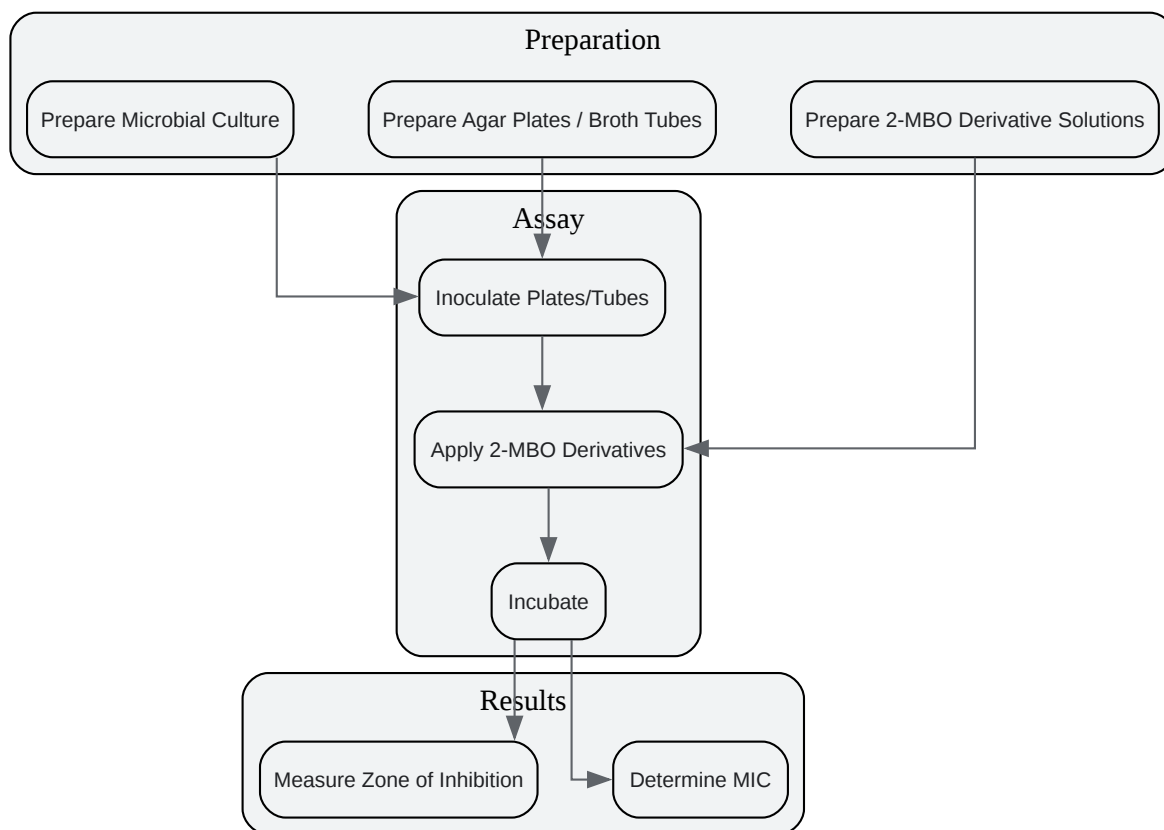 Preparation
Prepare Microbial Culture
Prepare Agar Plates / Broth Tubes
Prepare 2-MBO Derivative Solutions
Assay
Inoculate Plates/Tubes
Apply 2-MBO Derivatives
Incubate
Results
Measure Zone of Inhibition
Determine MIC